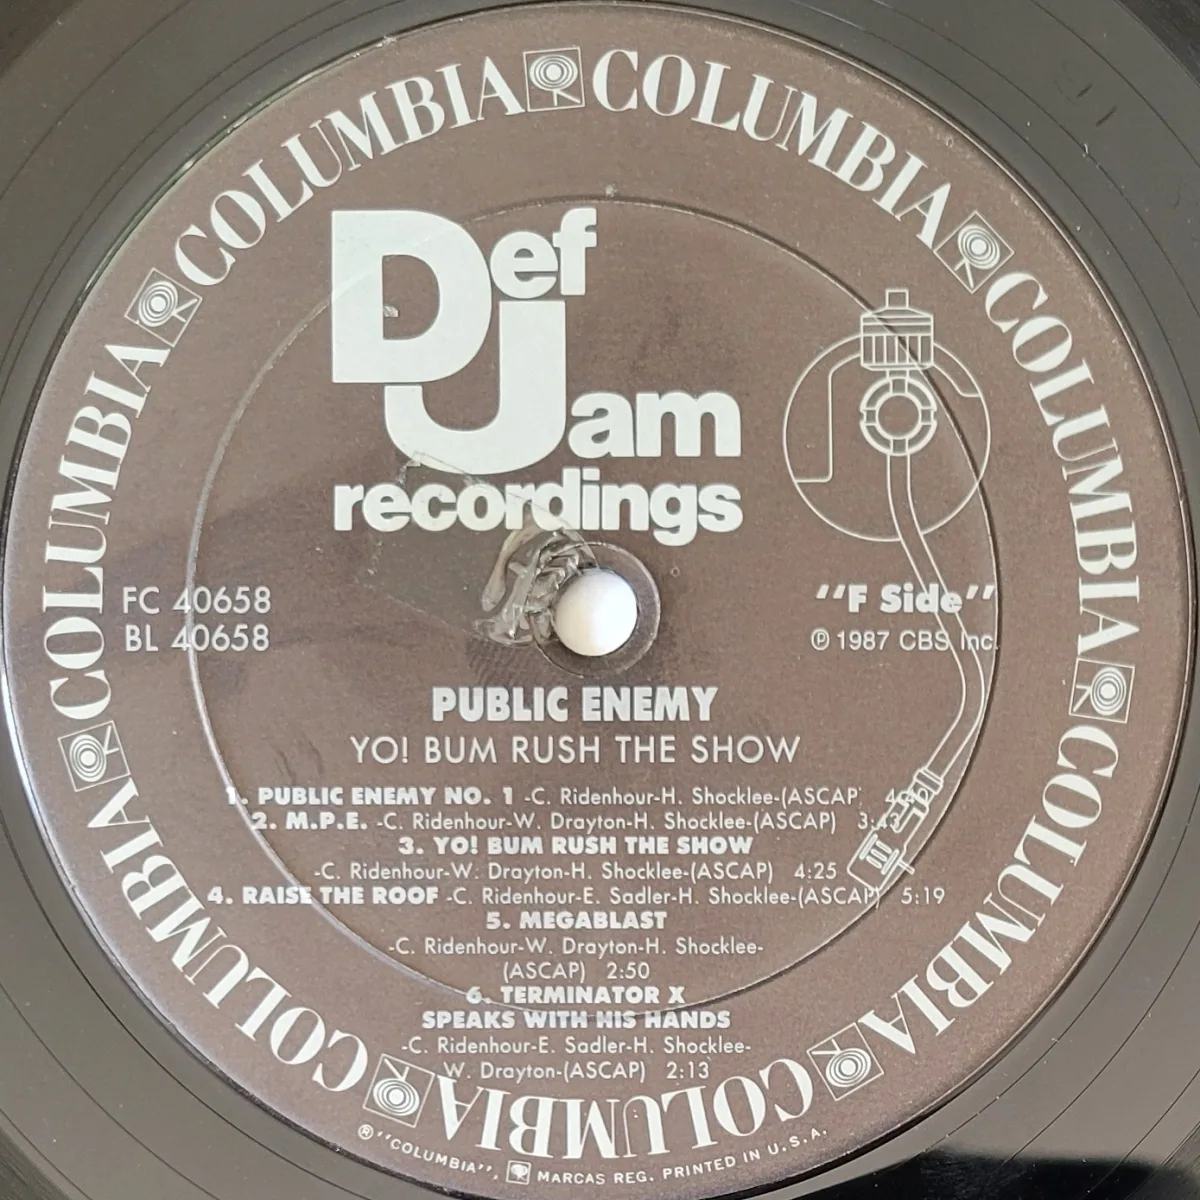 COLUMBIA COLUMBIA COLUMBIA COLUMBIA COLUMBIA COLUMBIA COLUMBIA COLUMBIA COLUMBIA COLUMBIA
Def
Jam
recordings
FC 40658
BL 40658
"F Side"
℗ 1987 CBS Inc.
PUBLIC ENEMY
YO! BUM RUSH THE SHOW
1. PUBLIC ENEMY NO. 1 -C. Ridenhour-H. Shocklee-(ASCAP)
2. M.P.E. -C. Ridenhour-W. Drayton-H. Shocklee-(ASCAP) 3:43
3. YO! BUM RUSH THE SHOW
-C. Ridenhour-W. Drayton-H. Shocklee-(ASCAP) 4:25
4. RAISE THE ROOF -C. Ridenhour-E. Sadler-H. Shocklee-(ASCAP) 5:19
5. MEGABLAST
-C. Ridenhour-W. Drayton-H. Shocklee-
(ASCAP) 2:50
6. TERMINATOR X
SPEAKS WITH HIS HANDS
-C. Ridenhour-E. Sadler-H. Shocklee-
W. Drayton-(ASCAP) 2:13
® "COLUMBIA", MARCAS REG. PRINTED IN U.S.A.